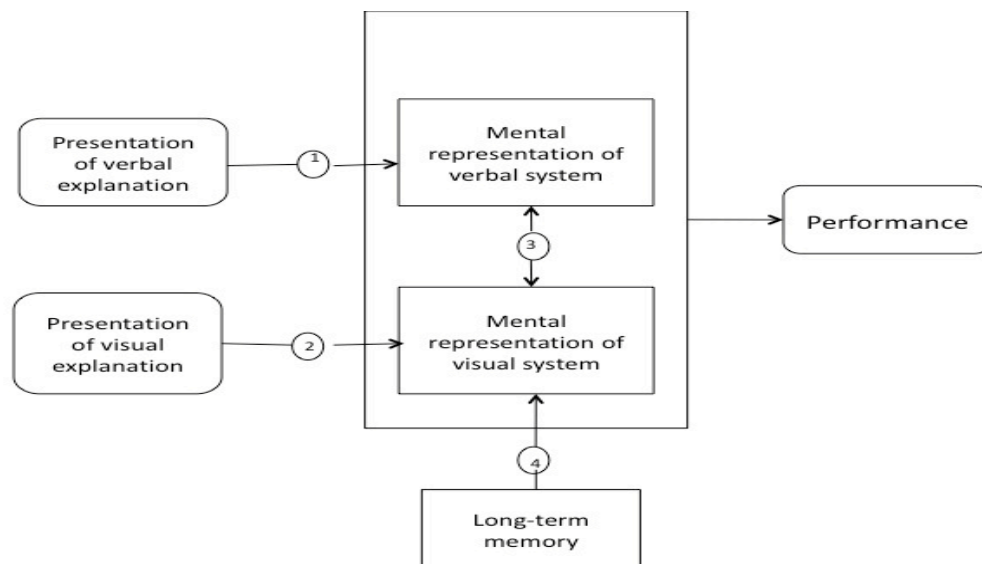 Presentation
of verbal
explanation
1
Mental
representation of
verbal system
3
Performance
Presentation
of visual
explanation
2
Mental
representation of
visual system
4
Long-term
memory